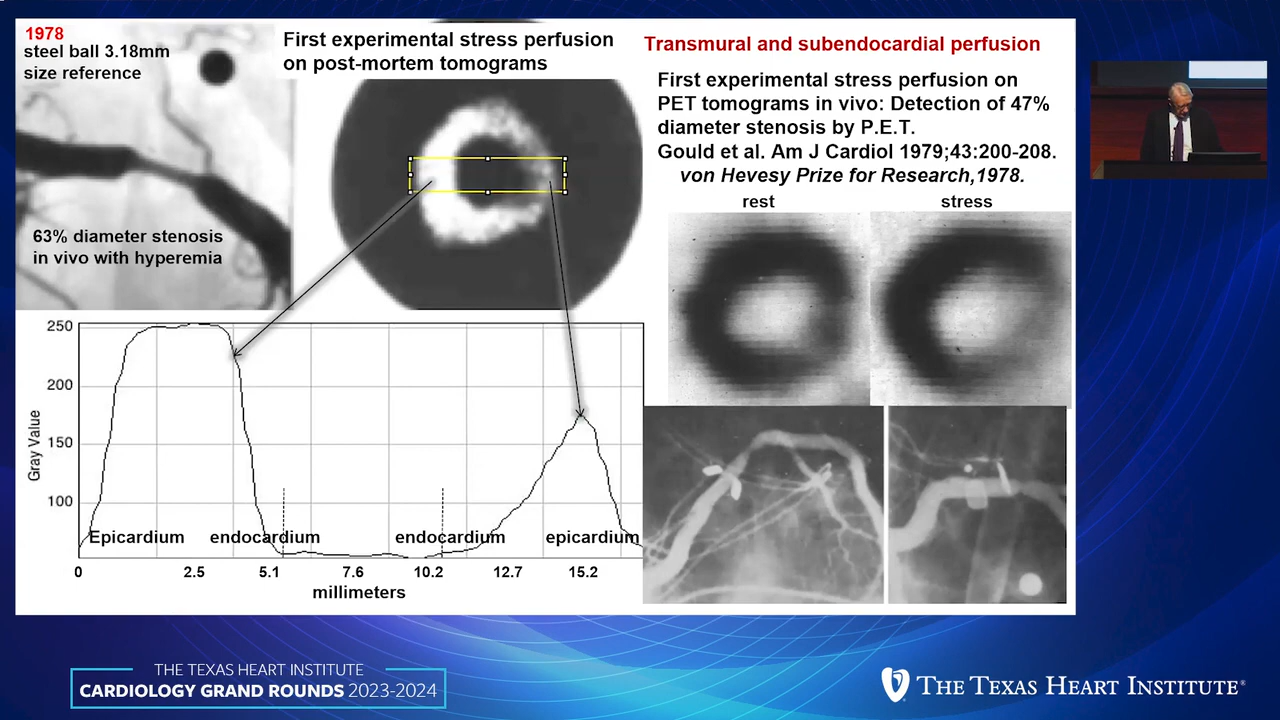 1978
steel ball 3.18mm
size reference
First experimental stress perfusion
on post-mortem tomograms
63% diameter stenosis
in vivo with hyperemia
Transmural and subendocardial perfusion
First experimental stress perfusion on
PET tomograms in vivo: Detection of 47%
diameter stenosis by P.E.T.
Gould et al. Am J Cardiol 1979;43:200-208.
von Hevesy Prize for Research,1978.
rest
stress
250
200
150
100
Gray Value
Epicardium
endocardium
endocardium
epicardium
0
2.5
5.1
7.6
10.2
12.7
15.2
millimeters
THE TEXAS HEART INSTITUTE
CARDIOLOGY GRAND ROUNDS 2023-2024
THE TEXAS HEART INSTITUTE®